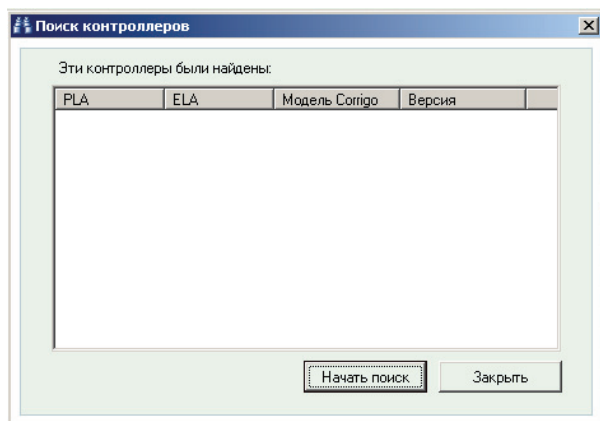 Поиск контроллеров
Эти контроллеры были найдены:
PLA ELA Модель Corrigo Версия
Начать поиск Закрыть